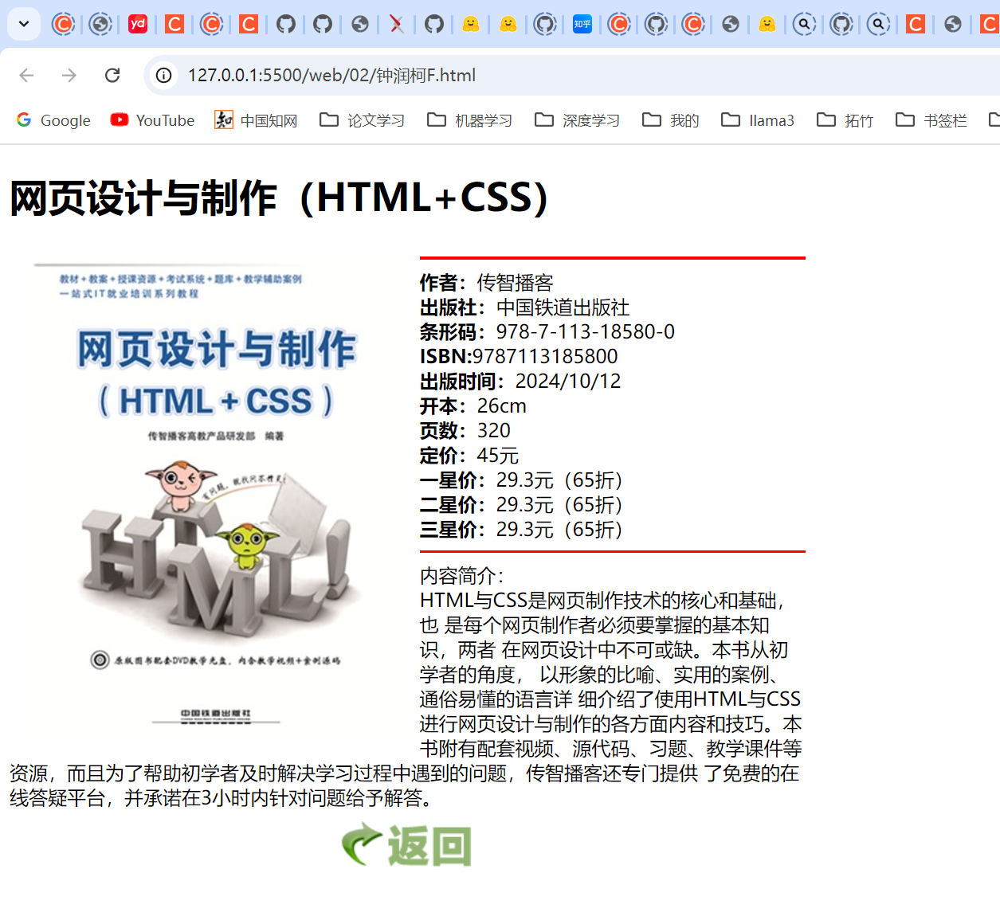 127.0.0.1:5500/web/02/钟润柯F.html
Google YouTube 中国知网 论文学习 机器学习 深度学习 我的 llama3 拓竹 书签栏
网页设计与制作（HTML+CSS）
教材+教案+授课资源+考试系统+题库+教学辅助案例
一站式IT就业培训系列教程
网页设计与制作
（HTML+CSS）
传智播客高教产品研发部 编著
有问题，就找问答精灵！
HTML!
原版图书配套DVD教学光盘，内含教学视频+案例源码
中国铁道出版社
作者：传智播客
出版社：中国铁道出版社
条形码：978-7-113-18580-0
ISBN:9787113185800
出版时间：2024/10/12
开本：26cm
页数：320
定价：45元
一星价：29.3元（65折）
二星价：29.3元（65折）
三星价：29.3元（65折）
内容简介：
HTML与CSS是网页制作技术的核心和基础，
也 是每个网页制作者必须要掌握的基本知
识，两者 在网页设计中不可或缺。本书从初
学者的角度， 以形象的比喻、实用的案例、
通俗易懂的语言详 细介绍了使用HTML与CSS
进行网页设计与制作的各方面内容和技巧。本
书附有配套视频、源代码、习题、教学课件等
资源，而且为了帮助初学者及时解决学习过程中遇到的问题，传智播客还专门提供 了免费的在
线答疑平台，并承诺在3小时内针对问题给予解答。
返回